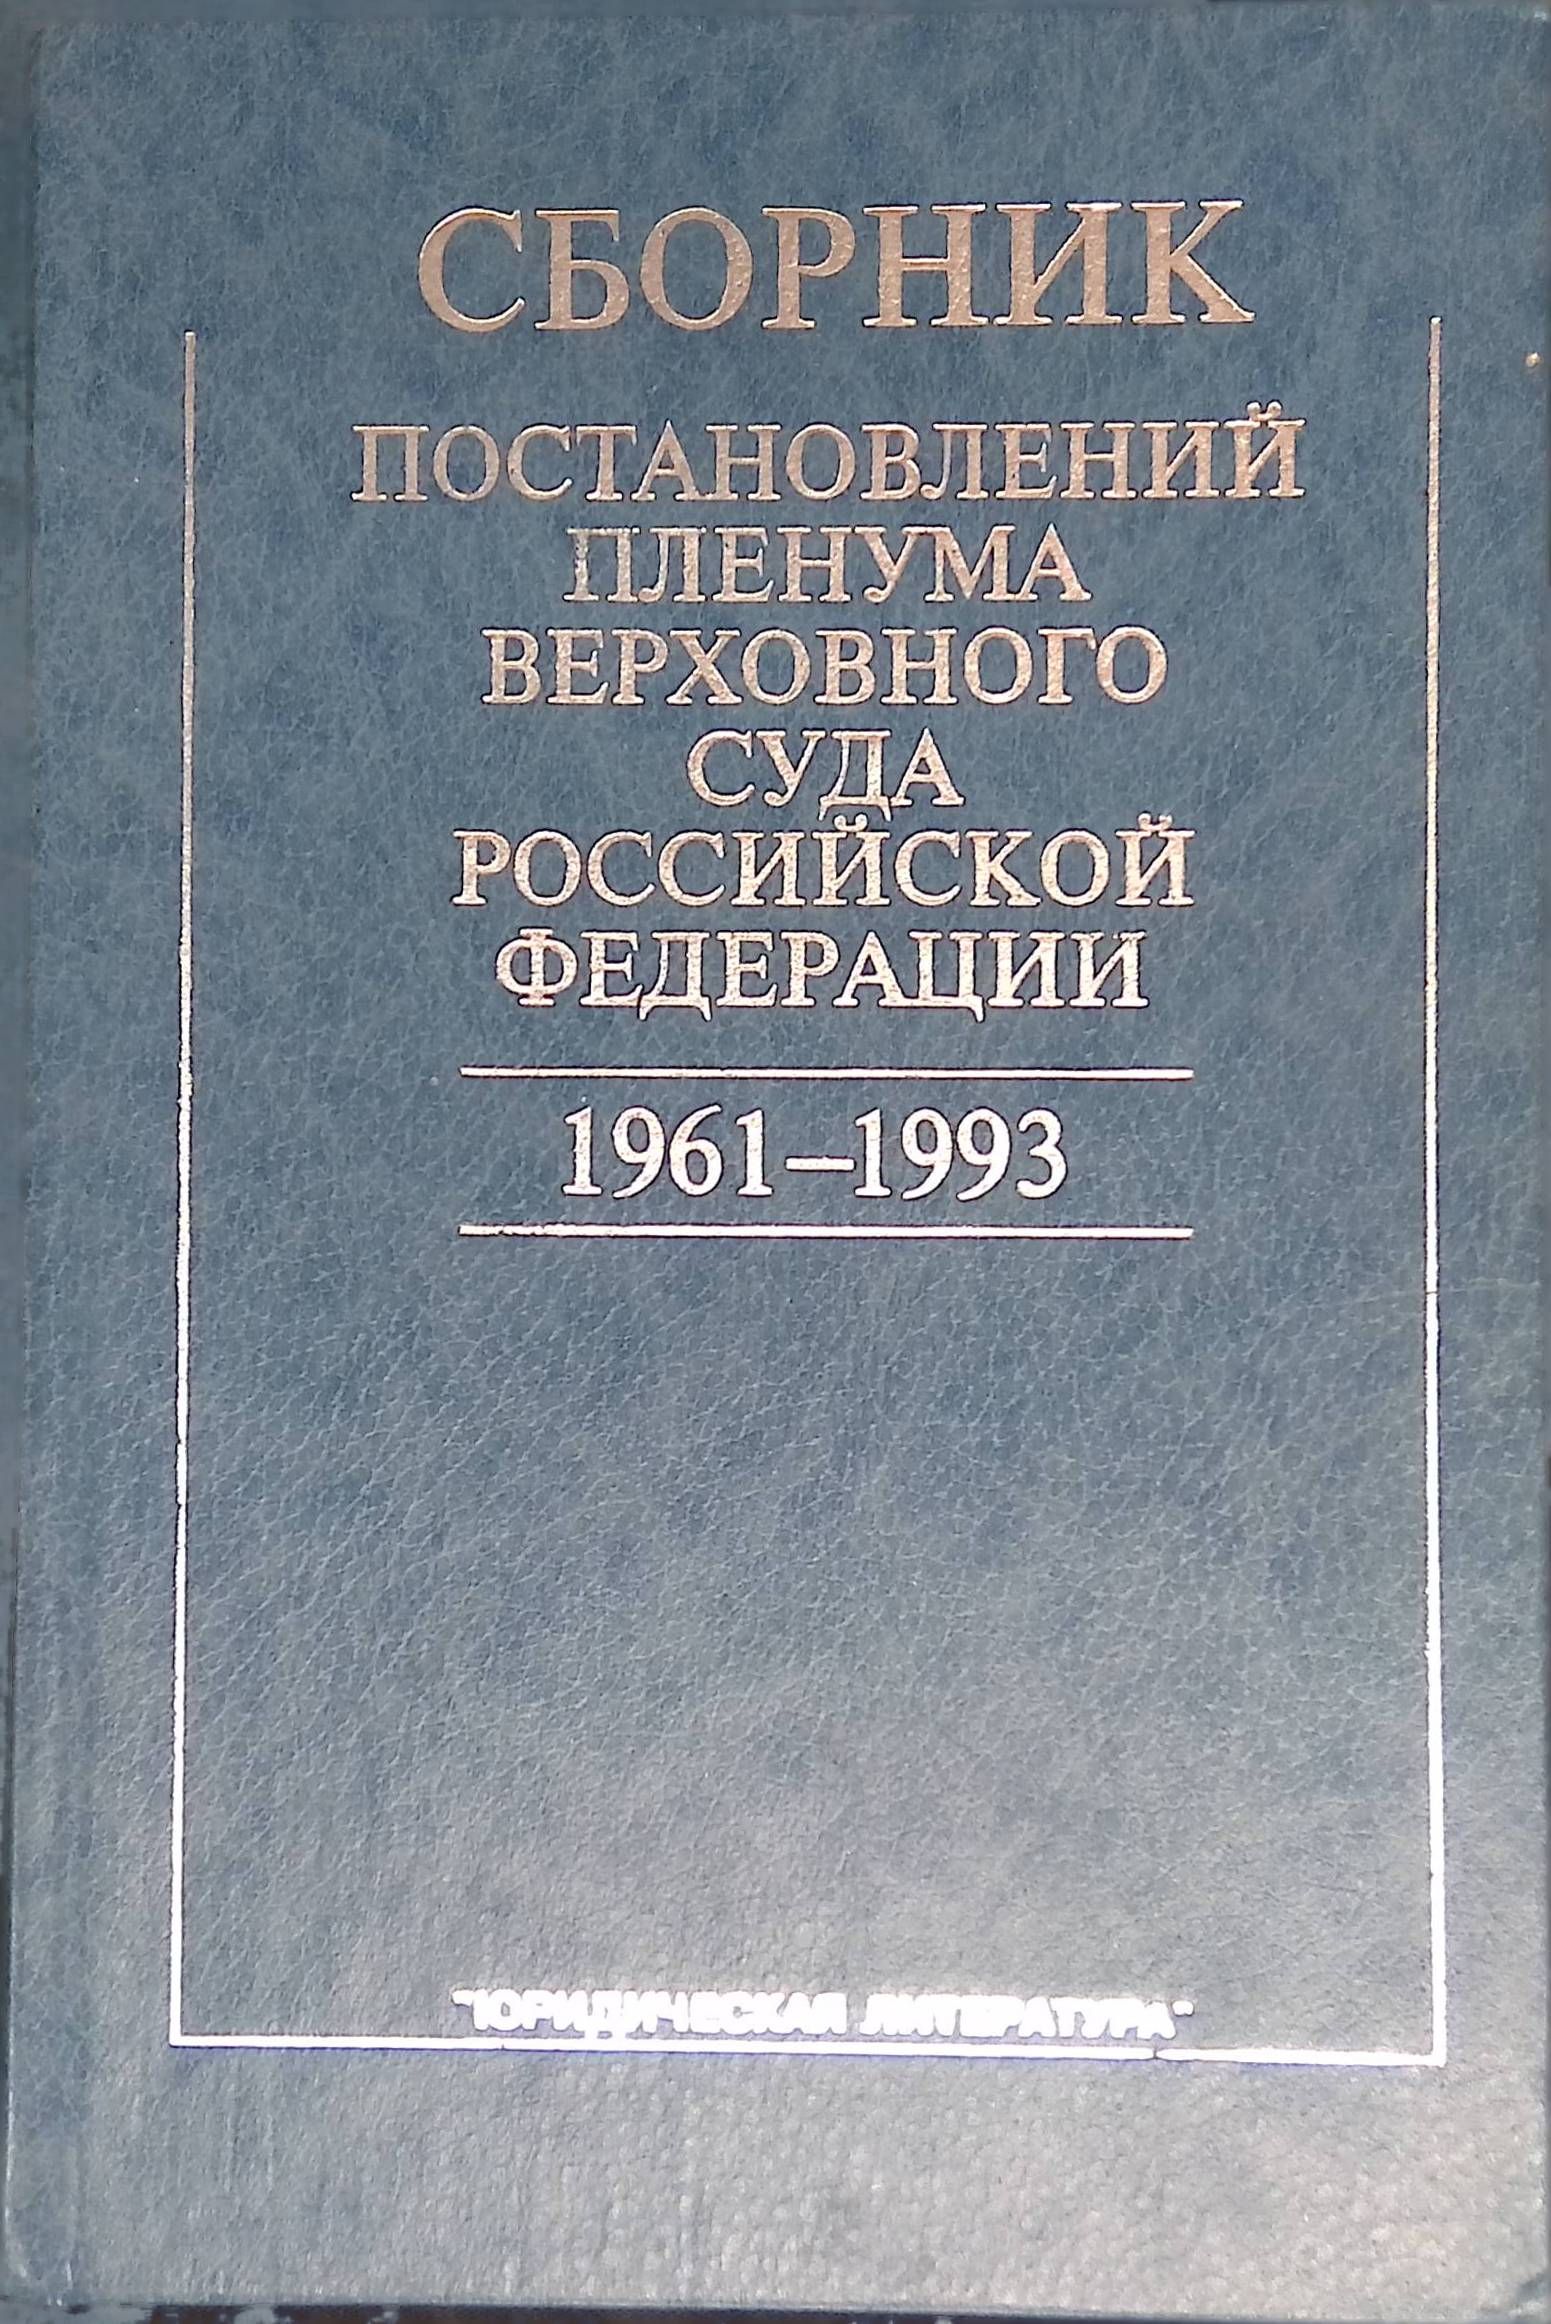 СБОРНИК
ПОСТАНОВЛЕНИЙ
ПЛЕНУМА
ВЕРХОВНОГО
СУДА
РОССИЙСКОЙ
ФЕДЕРАЦИИ
1961–1993
"ЮРИДИЧЕСКАЯ ЛИТЕРАТУРА"